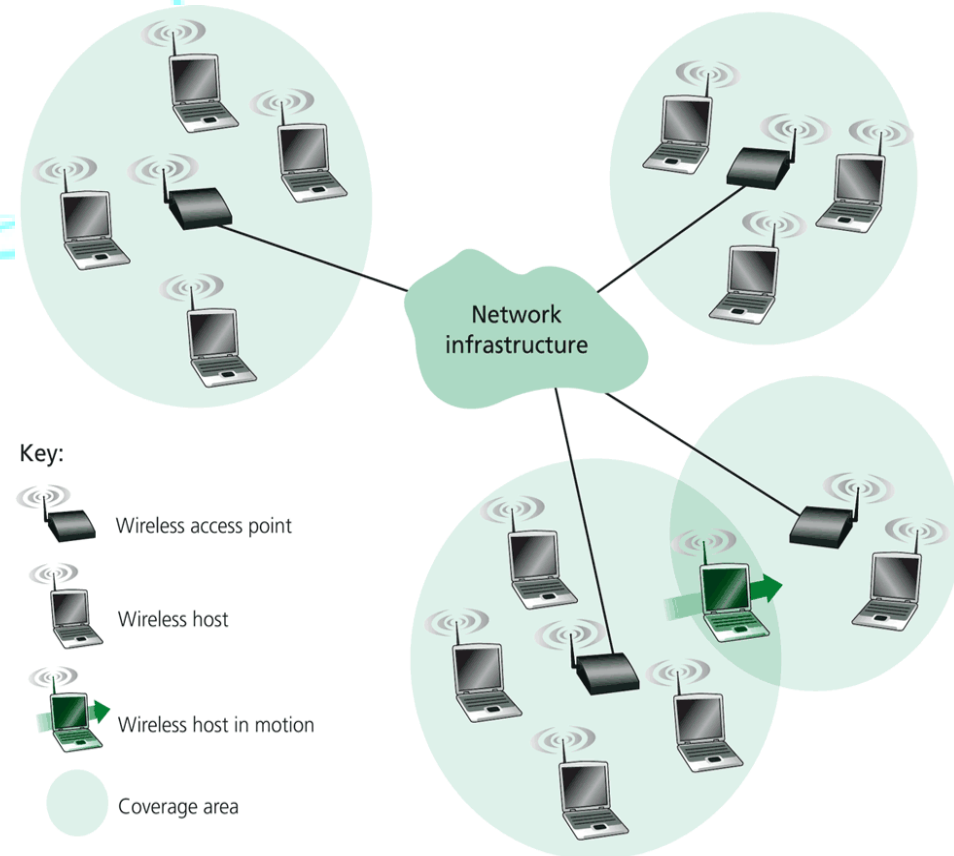 Network
infrastructure
Key:
Wireless access point
Wireless host
Wireless host in motion
Coverage area